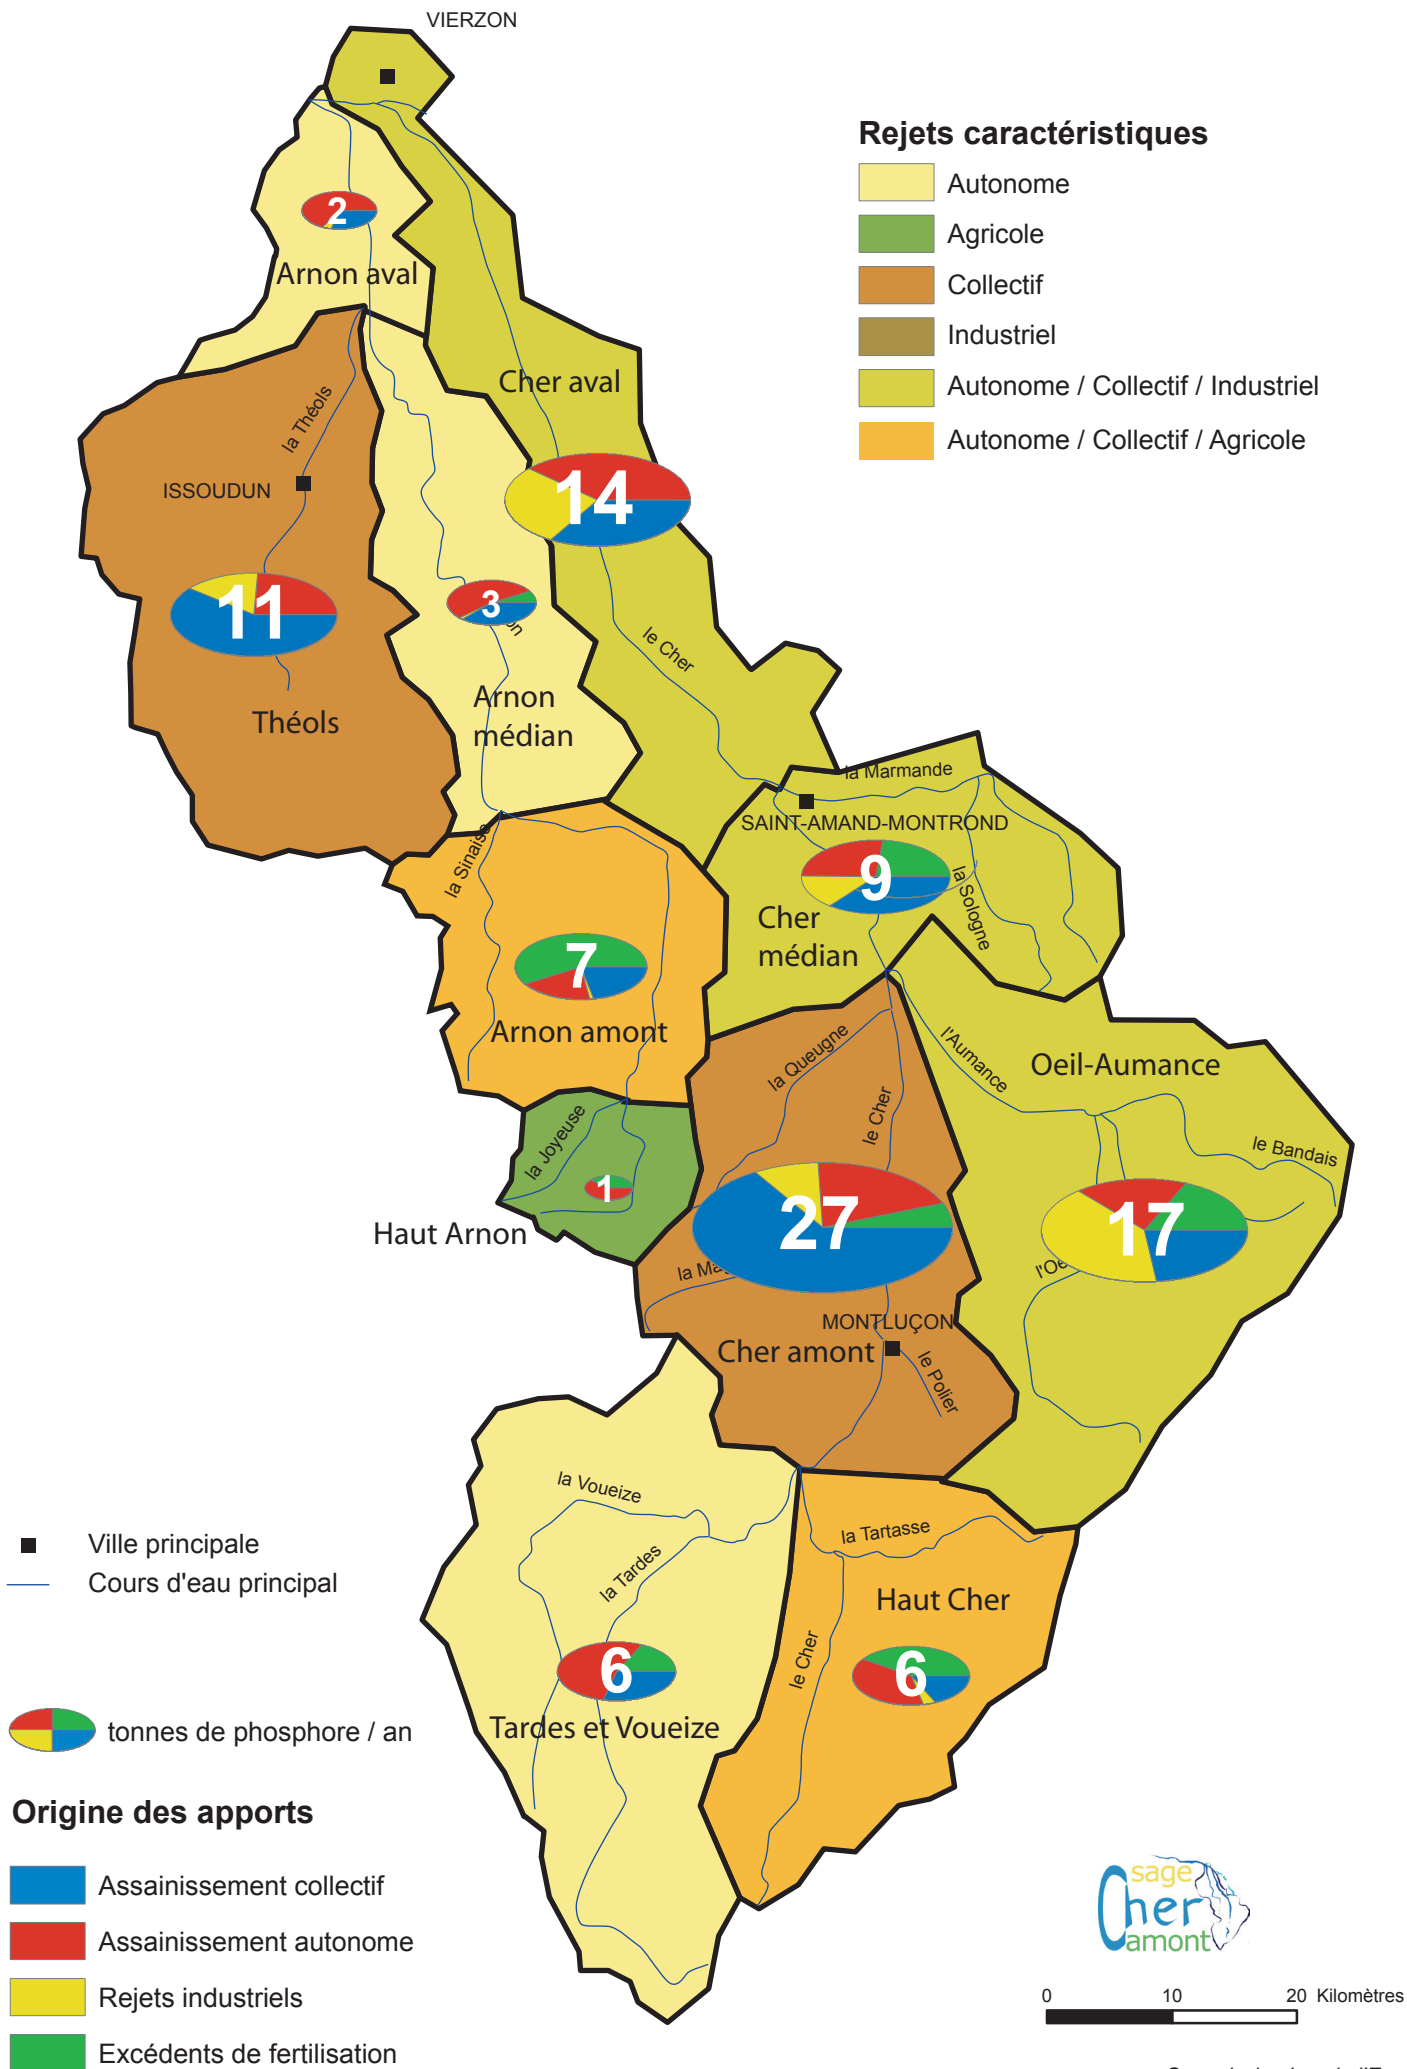 VIERZON
Rejets caractéristiques
Autonome
Agricole
Collectif
Industriel
Autonome / Collectif / Industriel
Autonome / Collectif / Agricole
2
Arnon aval
Cher aval
la Théols
ISSOUDUN
14
11
3
on
le Cher
Arnon
médian
Théols
la Marmande
SAINT-AMAND-MONTROND
la Sinaise
9
la Sologne
Cher
médian
7
Arnon amont
la Queugne
l'Aumance
Oeil-Aumance
le Cher
la Joyeuse
le Bandais
1
27
17
Haut Arnon
la Ma
l'Oe
MONTLUÇON
Cher amont
le Polier
la Voueize
la Tartasse
Ville principale
Cours d'eau principal
la Tardes
Haut Cher
le Cher
6
6
Tardes et Voueize
tonnes de phosphore / an
Origine des apports
Assainissement collectif
Assainissement autonome
Rejets industriels
Excédents de fertilisation
sage
Cher
amont
0 10 20 Kilomètres